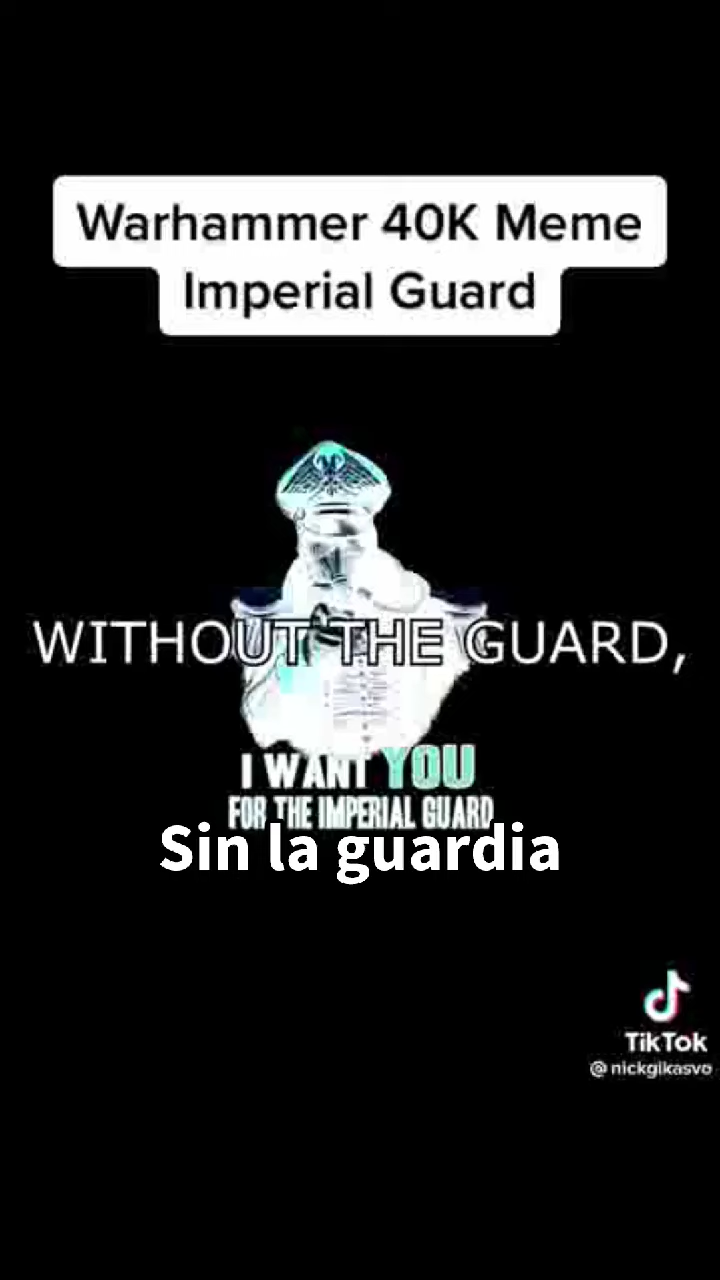 Warhammer 40K Meme
Imperial Guard
WITHOUT THE GUARD,
I WANT YOU
FOR THE IMPERIAL GUARD
Sin la guardia
TikTok
@nickgikasvo